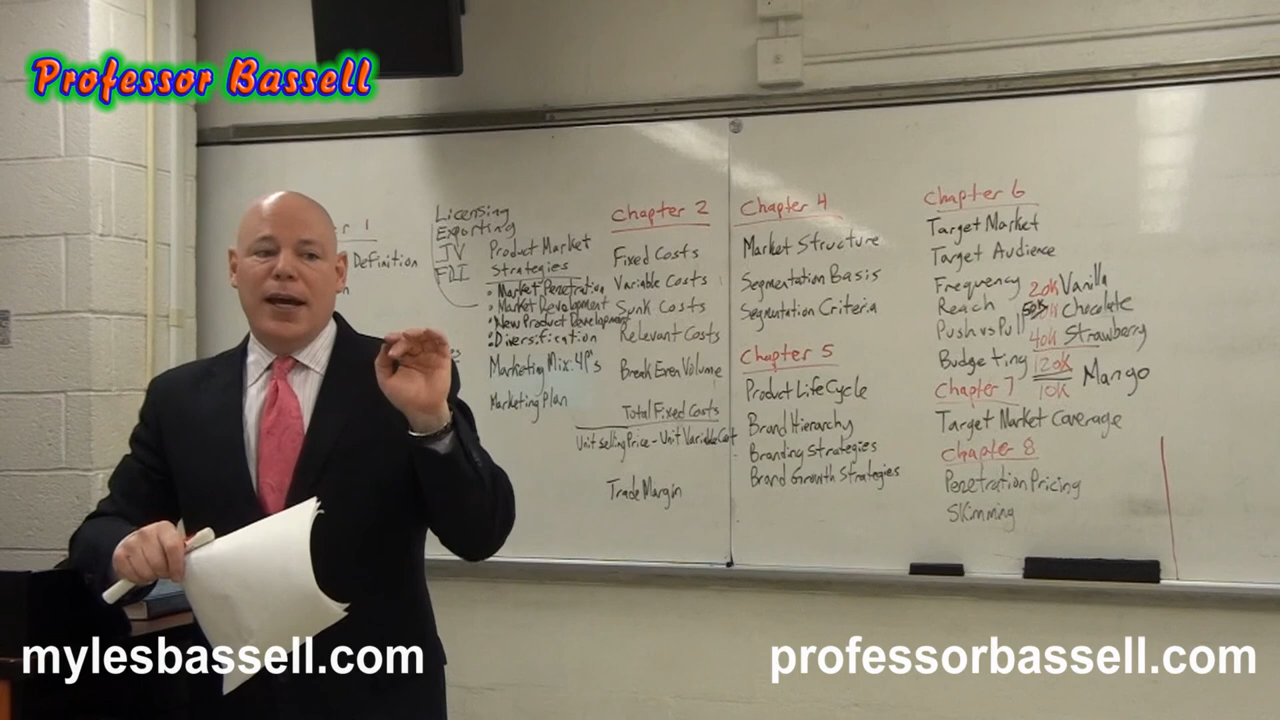 Professor Bassell
r 1
Definition
n
Licensing
Exporting
JV
FDI
Product Market
Strategies
• Market Penetration
• Market Development
• New Product Development
• Diversification
Marketing Mix: 4P's
Marketing Plan
Chapter 2
Fixed Costs
Variable Costs
Sunk Costs
Relevant Costs
Break Even Volume
Total Fixed Costs
Unit selling Price - Unit Variable Cost
Trade Margin
Chapter 4
Market Structure
Segmentation Basis
Segmentation Criteria
Chapter 5
Product Life Cycle
Brand Hierarchy
Branding Strategies
Brand Growth Strategies
Chapter 6
Target Market
Target Audience
Frequency
Reach
Push vs Pull
Budgeting
20K Vanilla
Chocolate
40K Strawberry
120K
10K Mango
Chapter 7
Target Market Coverage
Chapter 8
Penetration Pricing
Skimming
mylesbassell.com
professorbassell.com